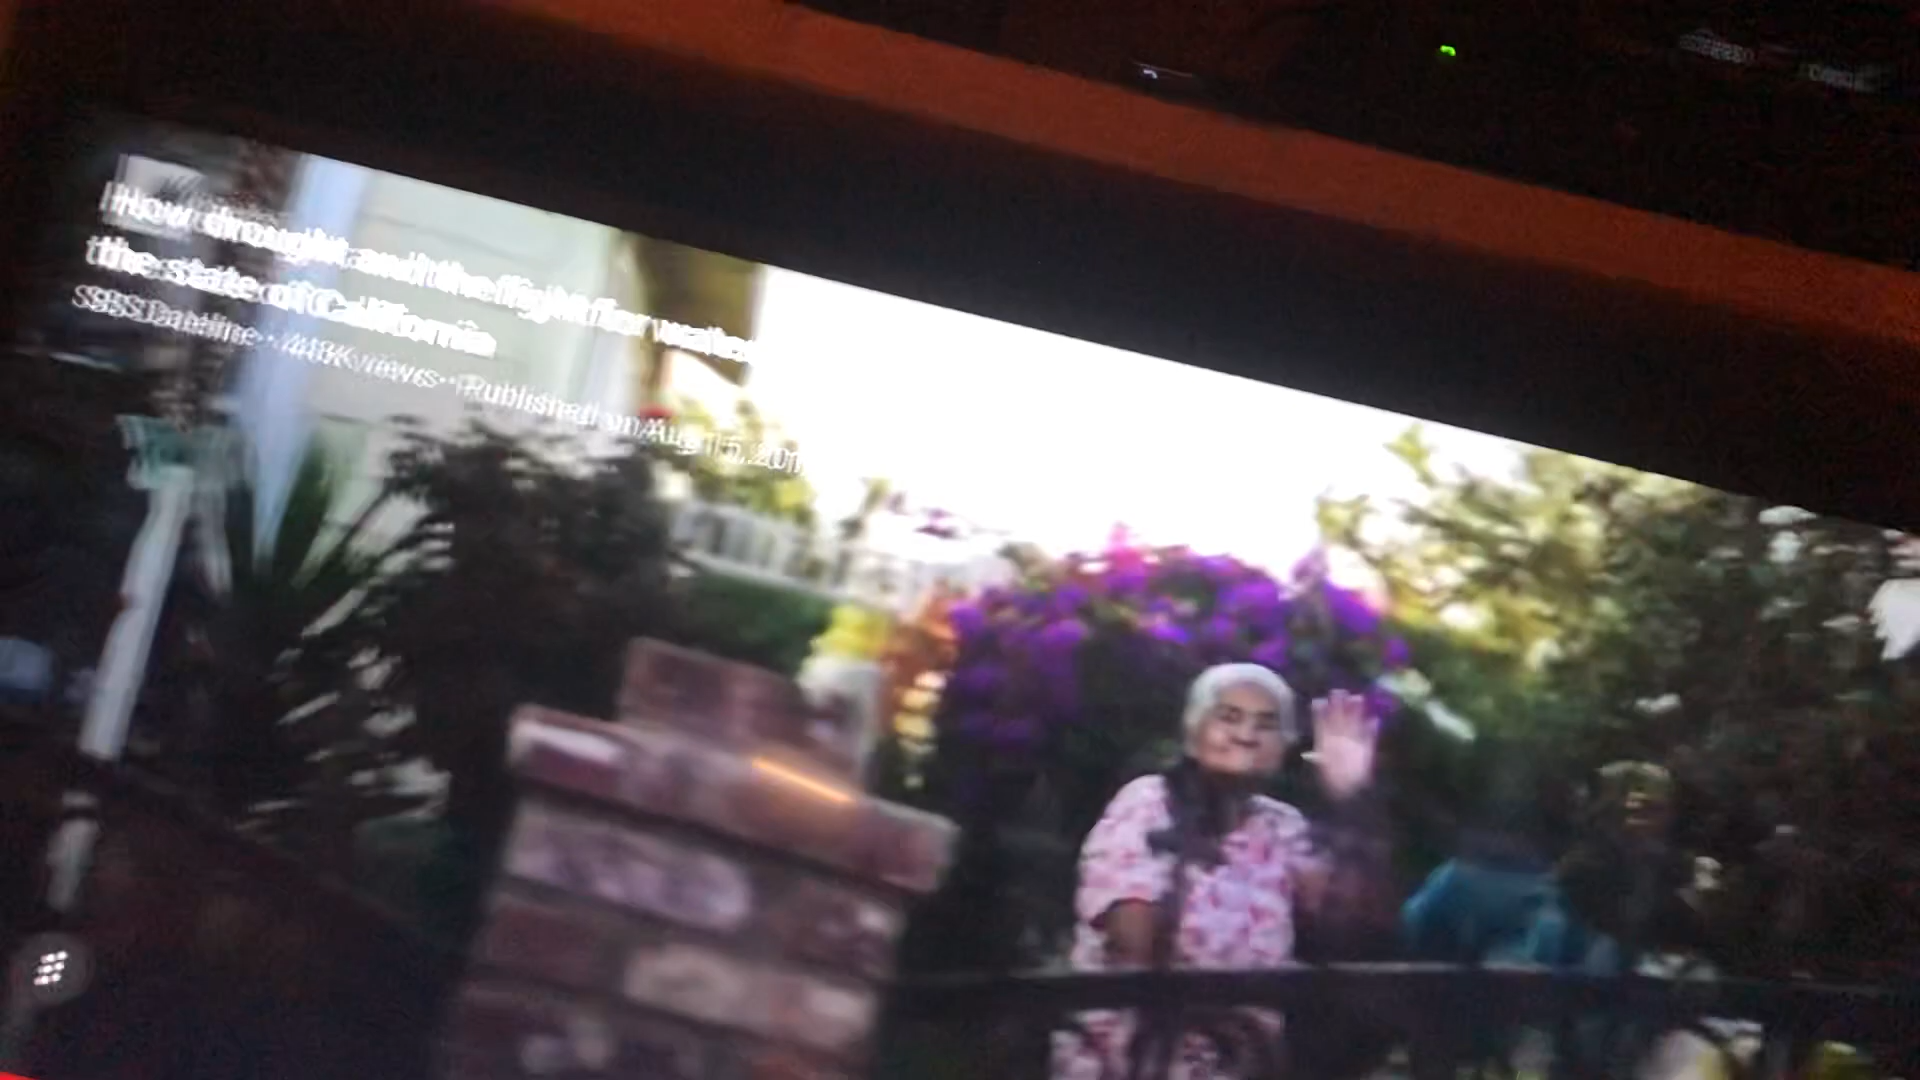 How drought and the fight for water
the state of California
SBS Dateline · views · Published on Aug 15, 201